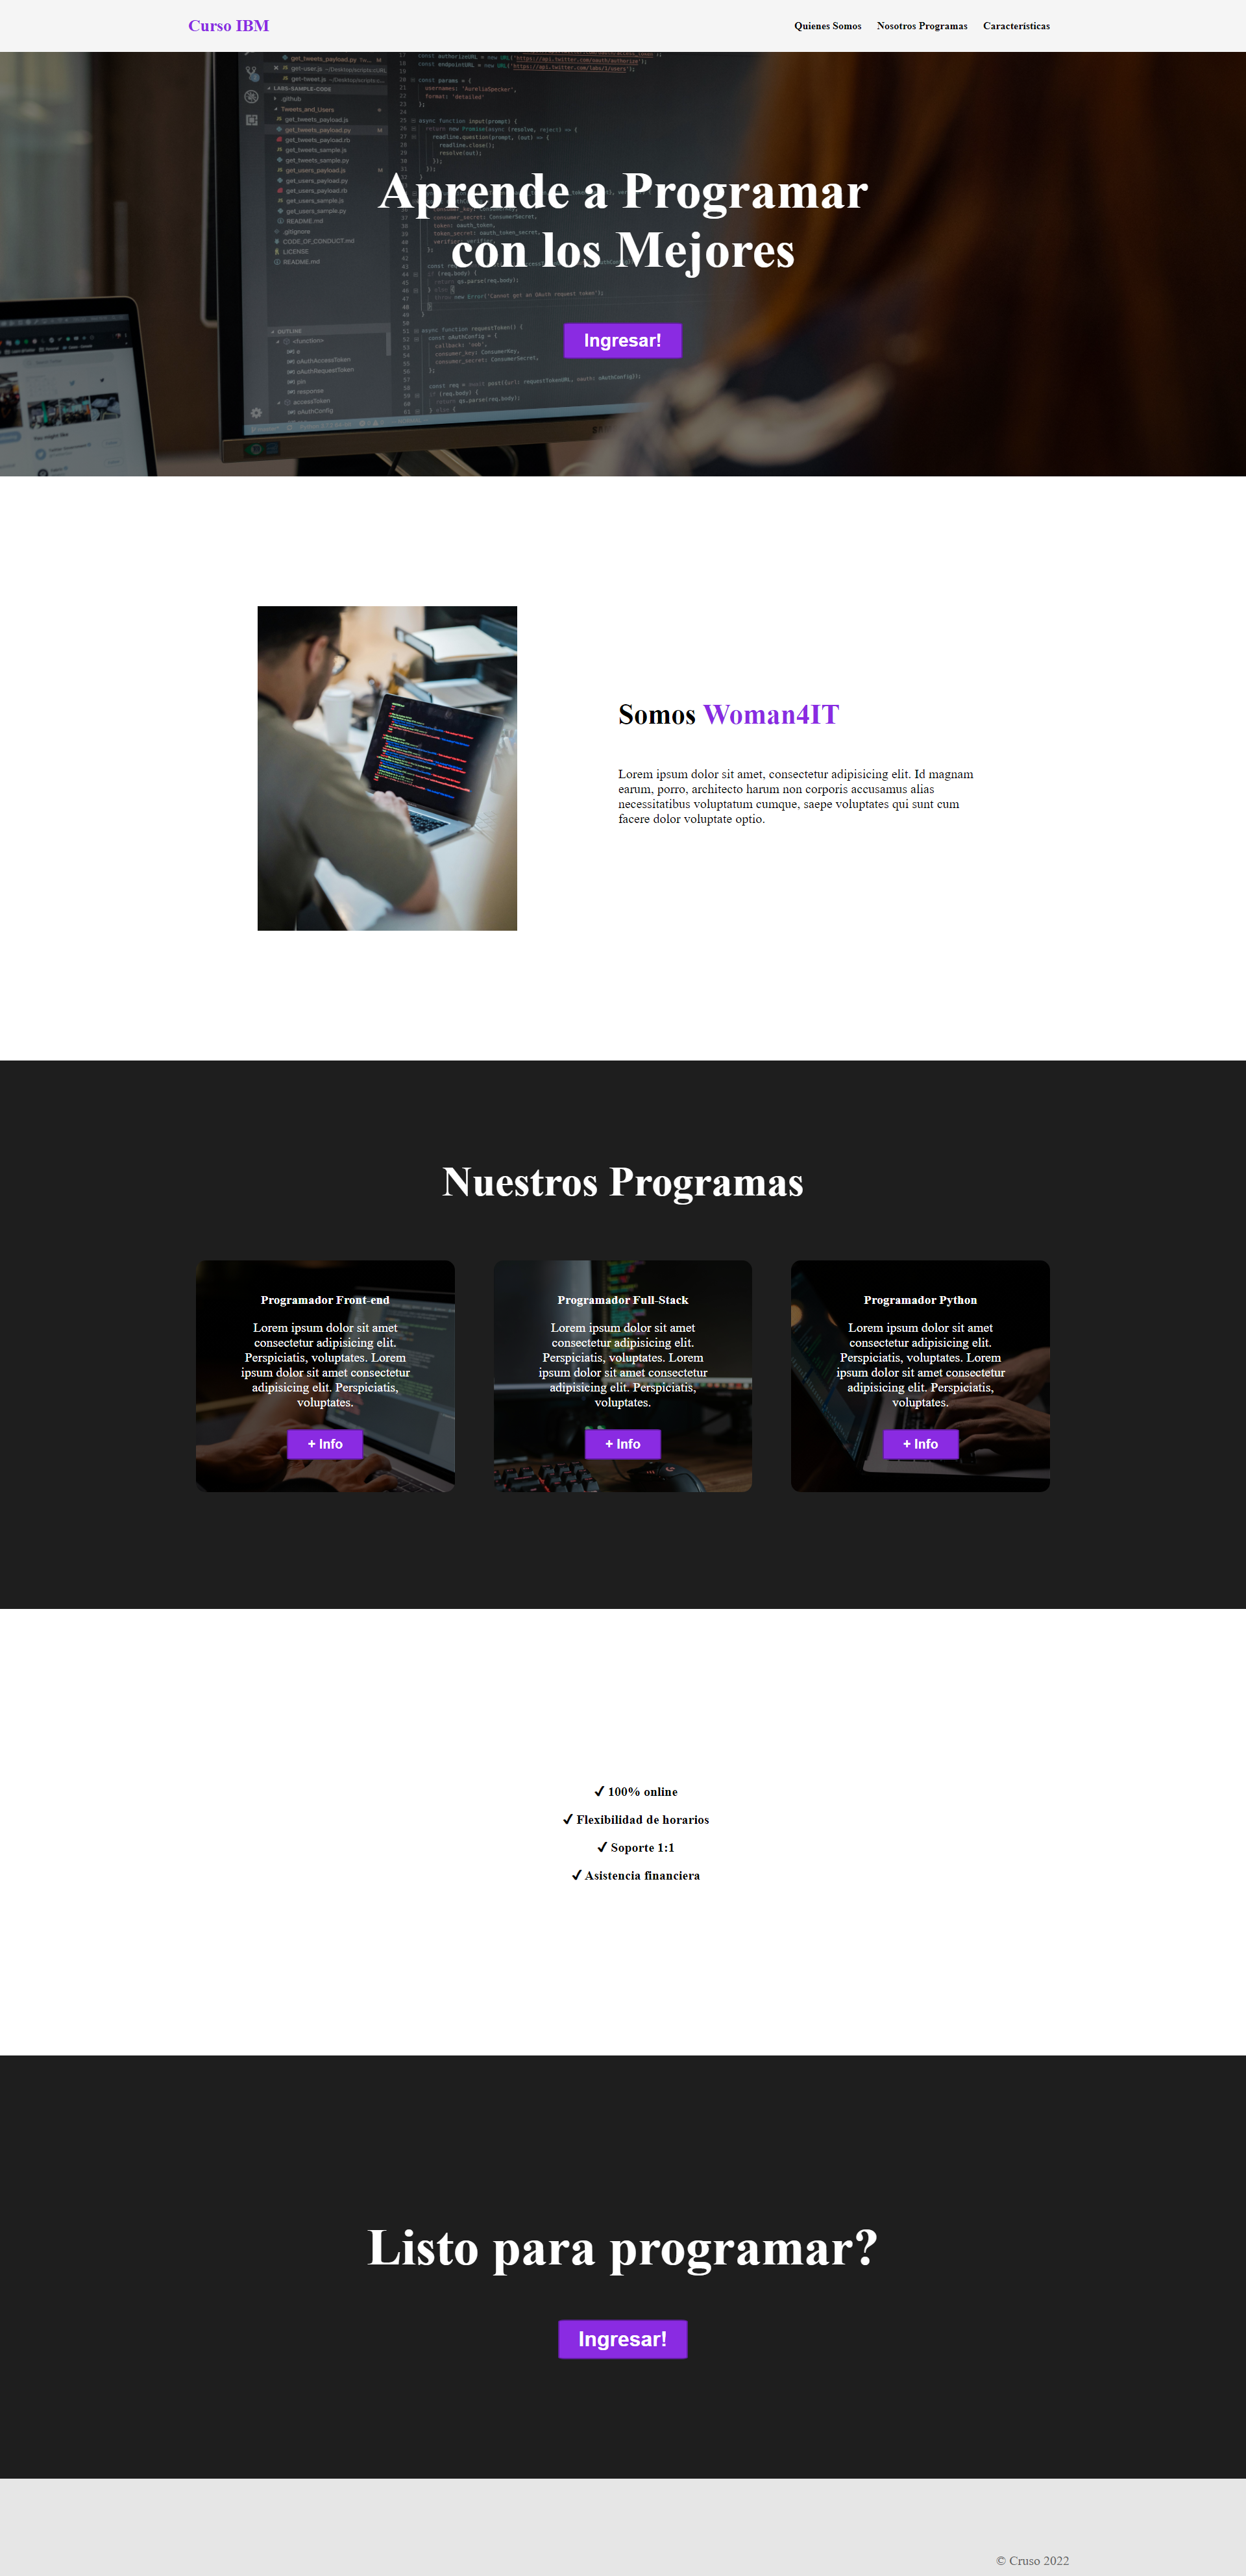 Curso IBM
Quienes Somos Nosotros Programas Características
Aprende a Programar
con los Mejores
Ingresar!
Somos Woman4IT
Lorem ipsum dolor sit amet, consectetur adipisicing elit. Id magnam
earum, porro, architecto harum non corporis accusamus alias
necessitatibus voluptatum cumque, saepe voluptates qui sunt cum
facere dolor voluptate optio.
Nuestros Programas
Programador Front-end
Lorem ipsum dolor sit amet
consectetur adipisicing elit.
Perspiciatis, voluptates. Lorem
ipsum dolor sit amet consectetur
adipisicing elit. Perspiciatis,
voluptates.
+ Info
Programador Full-Stack
Lorem ipsum dolor sit amet
consectetur adipisicing elit.
Perspiciatis, voluptates. Lorem
ipsum dolor sit amet consectetur
adipisicing elit. Perspiciatis,
voluptates.
+ Info
Programador Python
Lorem ipsum dolor sit amet
consectetur adipisicing elit.
Perspiciatis, voluptates. Lorem
ipsum dolor sit amet consectetur
adipisicing elit. Perspiciatis,
voluptates.
+ Info
✔ 100% online
✔ Flexibilidad de horarios
✔ Soporte 1:1
✔ Asistencia financiera
Listo para programar?
Ingresar!
© Cruso 2022